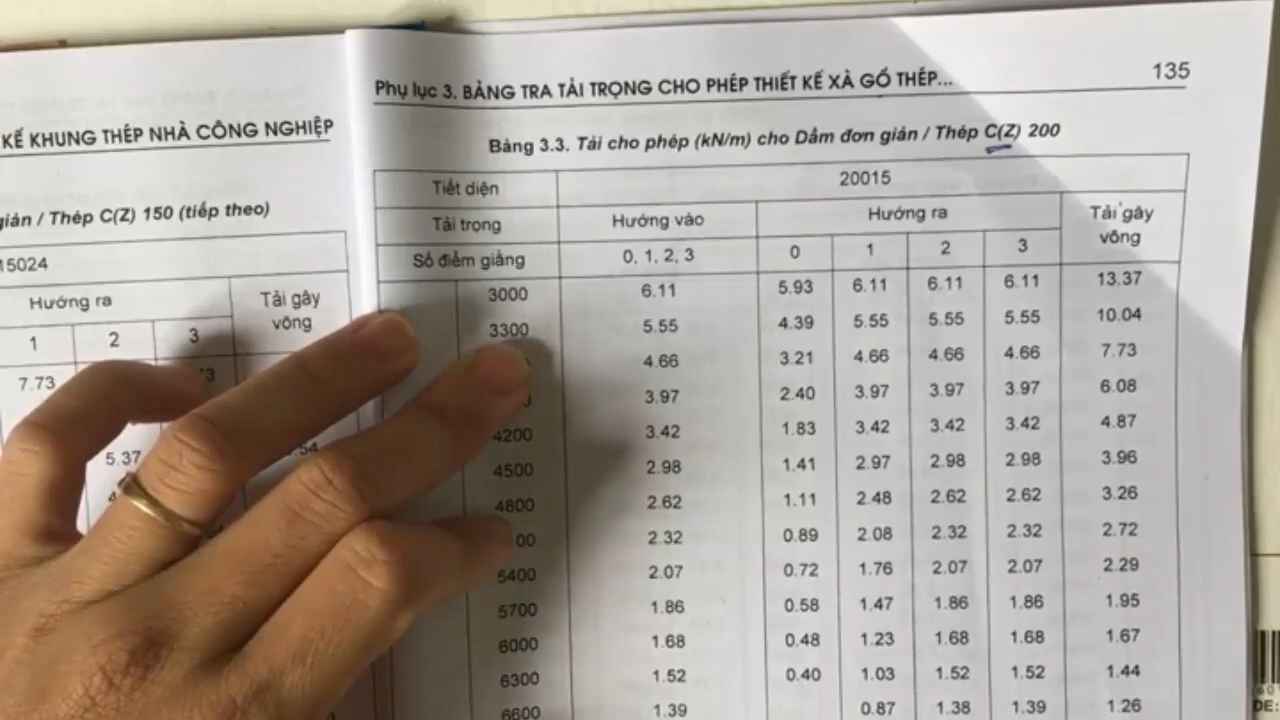 KẾ KHUNG THÉP NHÀ CÔNG NGHIỆP
giản / Thép C(Z) 150 (tiếp theo)
15024
Hướng ra
Tải gây võng
1 2 3
7.73
5.37
Phụ lục 3. BẢNG TRA TẢI TRỌNG CHO PHÉP THIẾT KẾ XÀ GỒ THÉP... 135
Bảng 3.3. Tải cho phép (kN/m) cho Dầm đơn giản / Thép C(Z) 200
Tiết diện 20015
Tải trọng Hướng vào Hướng ra Tải gây võng
Số điểm giằng 0, 1, 2, 3 0 1 2 3
3000 6.11 5.93 6.11 6.11 6.11 13.37
3300 5.55 4.39 5.55 5.55 5.55 10.04
4.66 3.21 4.66 4.66 4.66 7.73
3.97 2.40 3.97 3.97 3.97 6.08
4200 3.42 1.83 3.42 3.42 3.42 4.87
4500 2.98 1.41 2.97 2.98 2.98 3.96
4800 2.62 1.11 2.48 2.62 2.62 3.26
00 2.32 0.89 2.08 2.32 2.32 2.72
5400 2.07 0.72 1.76 2.07 2.07 2.29
5700 1.86 0.58 1.47 1.86 1.86 1.95
6000 1.68 0.48 1.23 1.68 1.68 1.67
6300 1.52 0.40 1.03 1.52 1.52 1.44
6600 1.39 0.87 1.38 1.39 1.26
DE: